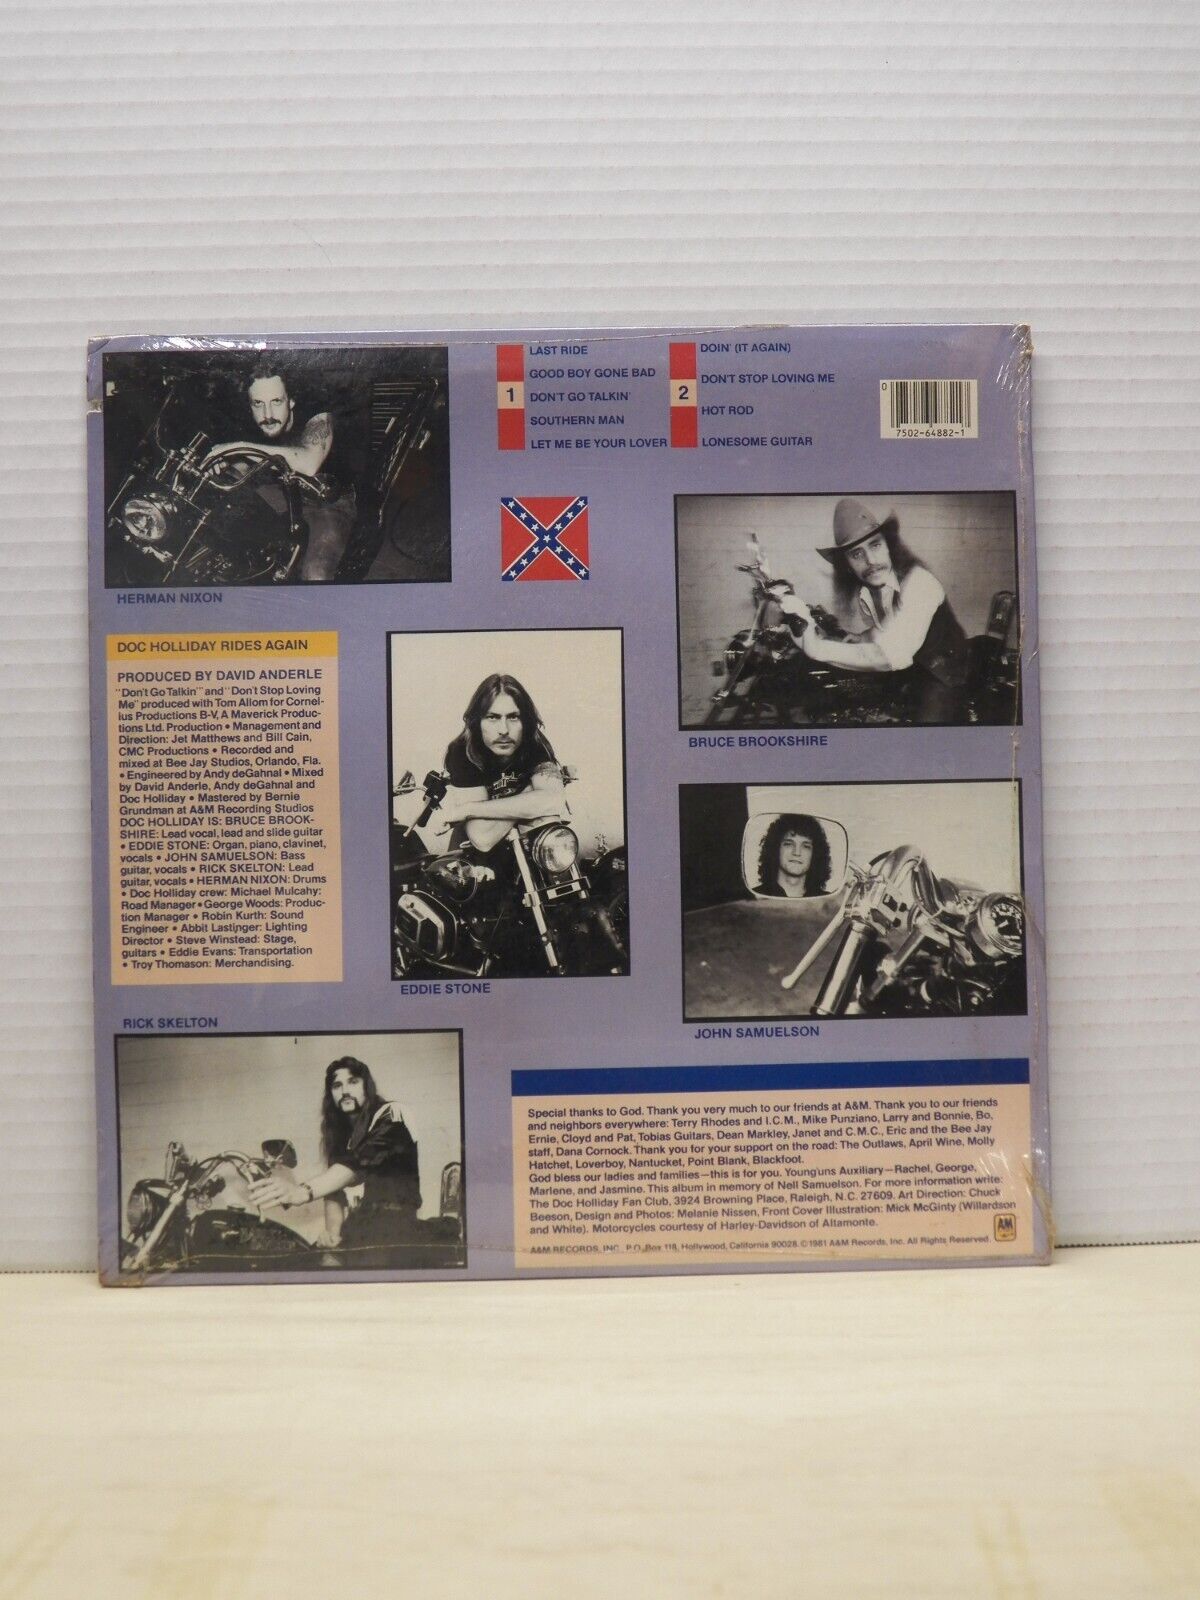 LAST RIDE
GOOD BOY GONE BAD
1
DON'T GO TALKIN'
SOUTHERN MAN
LET ME BE YOUR LOVER
DOIN' (IT AGAIN)
DON'T STOP LOVING ME
2
HOT ROD
LONESOME GUITAR
0
7502-64882-1
HERMAN NIXON
BRUCE BROOKSHIRE
DOC HOLLIDAY RIDES AGAIN
PRODUCED BY DAVID ANDERLE
"Don't Go Talkin'" and "Don't Stop Loving
Me" produced with Tom Allom for Cornel-
ius Productions B-V, A Maverick Produc-
tions Ltd. Production • Management and
Direction: Jet Matthews and Bill Cain,
CMC Productions • Recorded and
mixed at Bee Jay Studios, Orlando, Fla.
• Engineered by Andy deGahnal • Mixed
by David Anderle, Andy deGahnal and
Doc Holliday • Mastered by Bernie
Grundman at A&M Recording Studios
DOC HOLLIDAY IS: BRUCE BROOK-
SHIRE: Lead vocal, lead and slide guitar
• EDDIE STONE: Organ, piano, clavinet,
vocals • JOHN SAMUELSON: Bass
guitar, vocals • RICK SKELTON: Lead
guitar, vocals • HERMAN NIXON: Drums
• Doc Holliday crew: Michael Mulcahy:
Road Manager • George Woods: Produc-
tion Manager • Robin Kurth: Sound
Engineer • Abbit Lastinger: Lighting
Director • Steve Winstead: Stage,
guitars • Eddie Evans: Transportation
• Troy Thomason: Merchandising.
EDDIE STONE
JOHN SAMUELSON
RICK SKELTON
Special thanks to God. Thank you very much to our friends at A&M. Thank you to our friends
and neighbors everywhere: Terry Rhodes and I.C.M., Mike Punziano, Larry and Bonnie, Bo,
Ernie, Cloyd and Pat, Tobias Guitars, Dean Markley, Janet and C.M.C., Eric and the Bee Jay
staff, Dana Cornock. Thank you for your support on the road: The Outlaws, April Wine, Molly
Hatchet, Loverboy, Nantucket, Point Blank, Blackfoot.
God bless our ladies and families—this is for you. Young'uns Auxiliary—Rachel, George,
Marlene, and Jasmine. This album in memory of Nell Samuelson. For more information write:
The Doc Holliday Fan Club, 3924 Browning Place, Raleigh, N.C. 27609. Art Direction: Chuck
Beeson, Design and Photos: Melanie Nissen, Front Cover Illustration: Mick McGinty (Willardson
and White). Motorcycles courtesy of Harley-Davidson of Altamonte.
A&M RECORDS, INC. P.O. Box 118, Hollywood, California 90028. ©1981 A&M Records, Inc. All Rights Reserved.
A&M